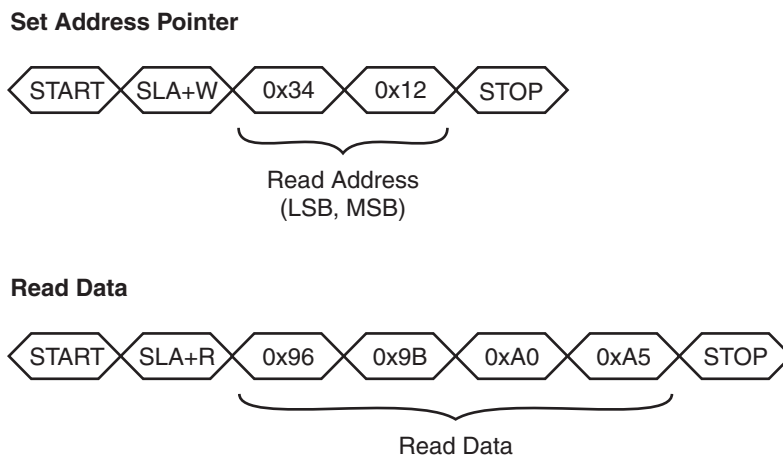 Set Address Pointer
START SLA+W 0x34 0x12 STOP
Read Address
(LSB, MSB)
Read Data
START SLA+R 0x96 0x9B 0xA0 0xA5 STOP
Read Data